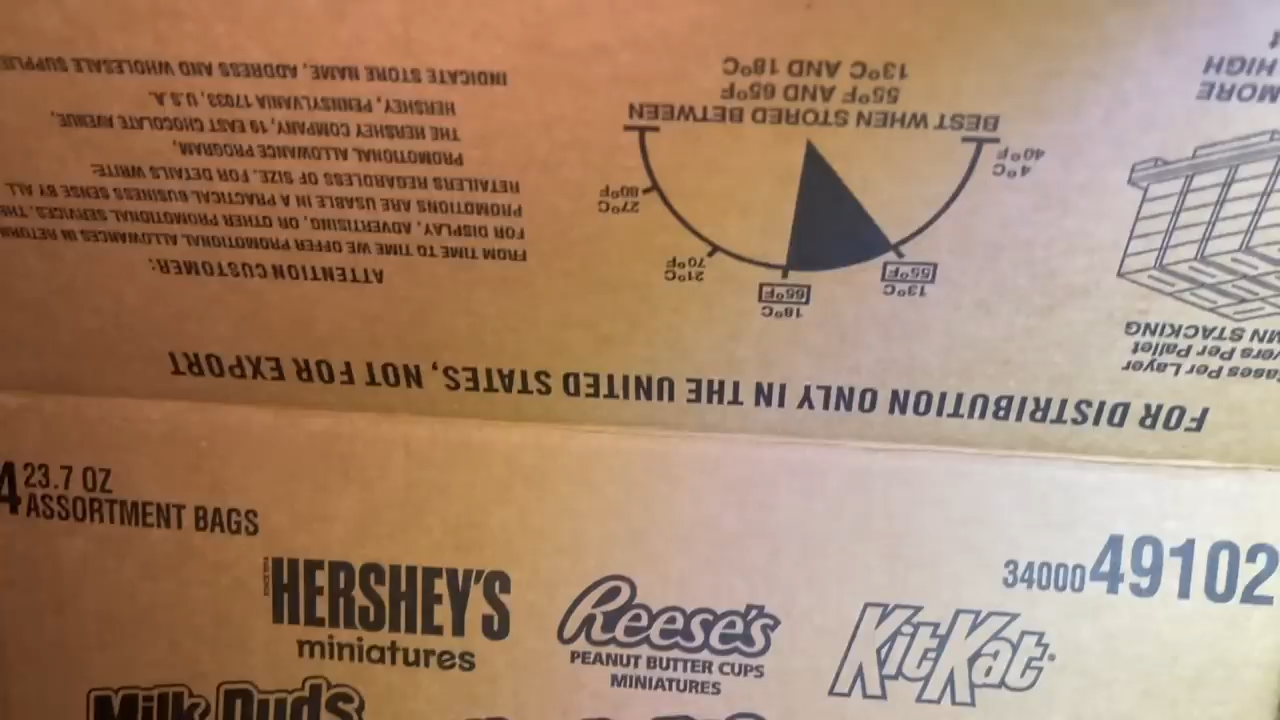 ATTENTION CUSTOMER:
FROM TIME TO TIME WE OFFER PROMOTIONAL ALLOWANCES IN RETURN
FOR DISPLAY, ADVERTISING, OR OTHER PROMOTIONAL SERVICES. THE
PROMOTIONS ARE USABLE IN A PRACTICAL BUSINESS SENSE BY ALL
RETAILERS REGARDLESS OF SIZE. FOR DETAILS WRITE:
PROMOTIONAL ALLOWANCE PROGRAM,
THE HERSHEY COMPANY, 19 EAST CHOCOLATE AVENUE,
HERSHEY, PENNSYLVANIA 17033, U.S.A.
INDICATE STORE NAME, ADDRESS AND WHOLESALE
BEST WHEN STORED BETWEEN
55°F AND 65°F
13°C AND 18°C
4°C
40°F
13°C
55°F
18°C
65°F
21°C
70°F
27°C
80°F
Per Layer
Per Pallet
STACKING
MORE
HIGH
FOR DISTRIBUTION ONLY IN THE UNITED STATES, NOT FOR EXPORT
4 23.7 OZ
ASSORTMENT BAGS
34000 49102
HERSHEY'S
miniatures
Reese's
PEANUT BUTTER CUPS
MINIATURES
KitKat
Milk Duds